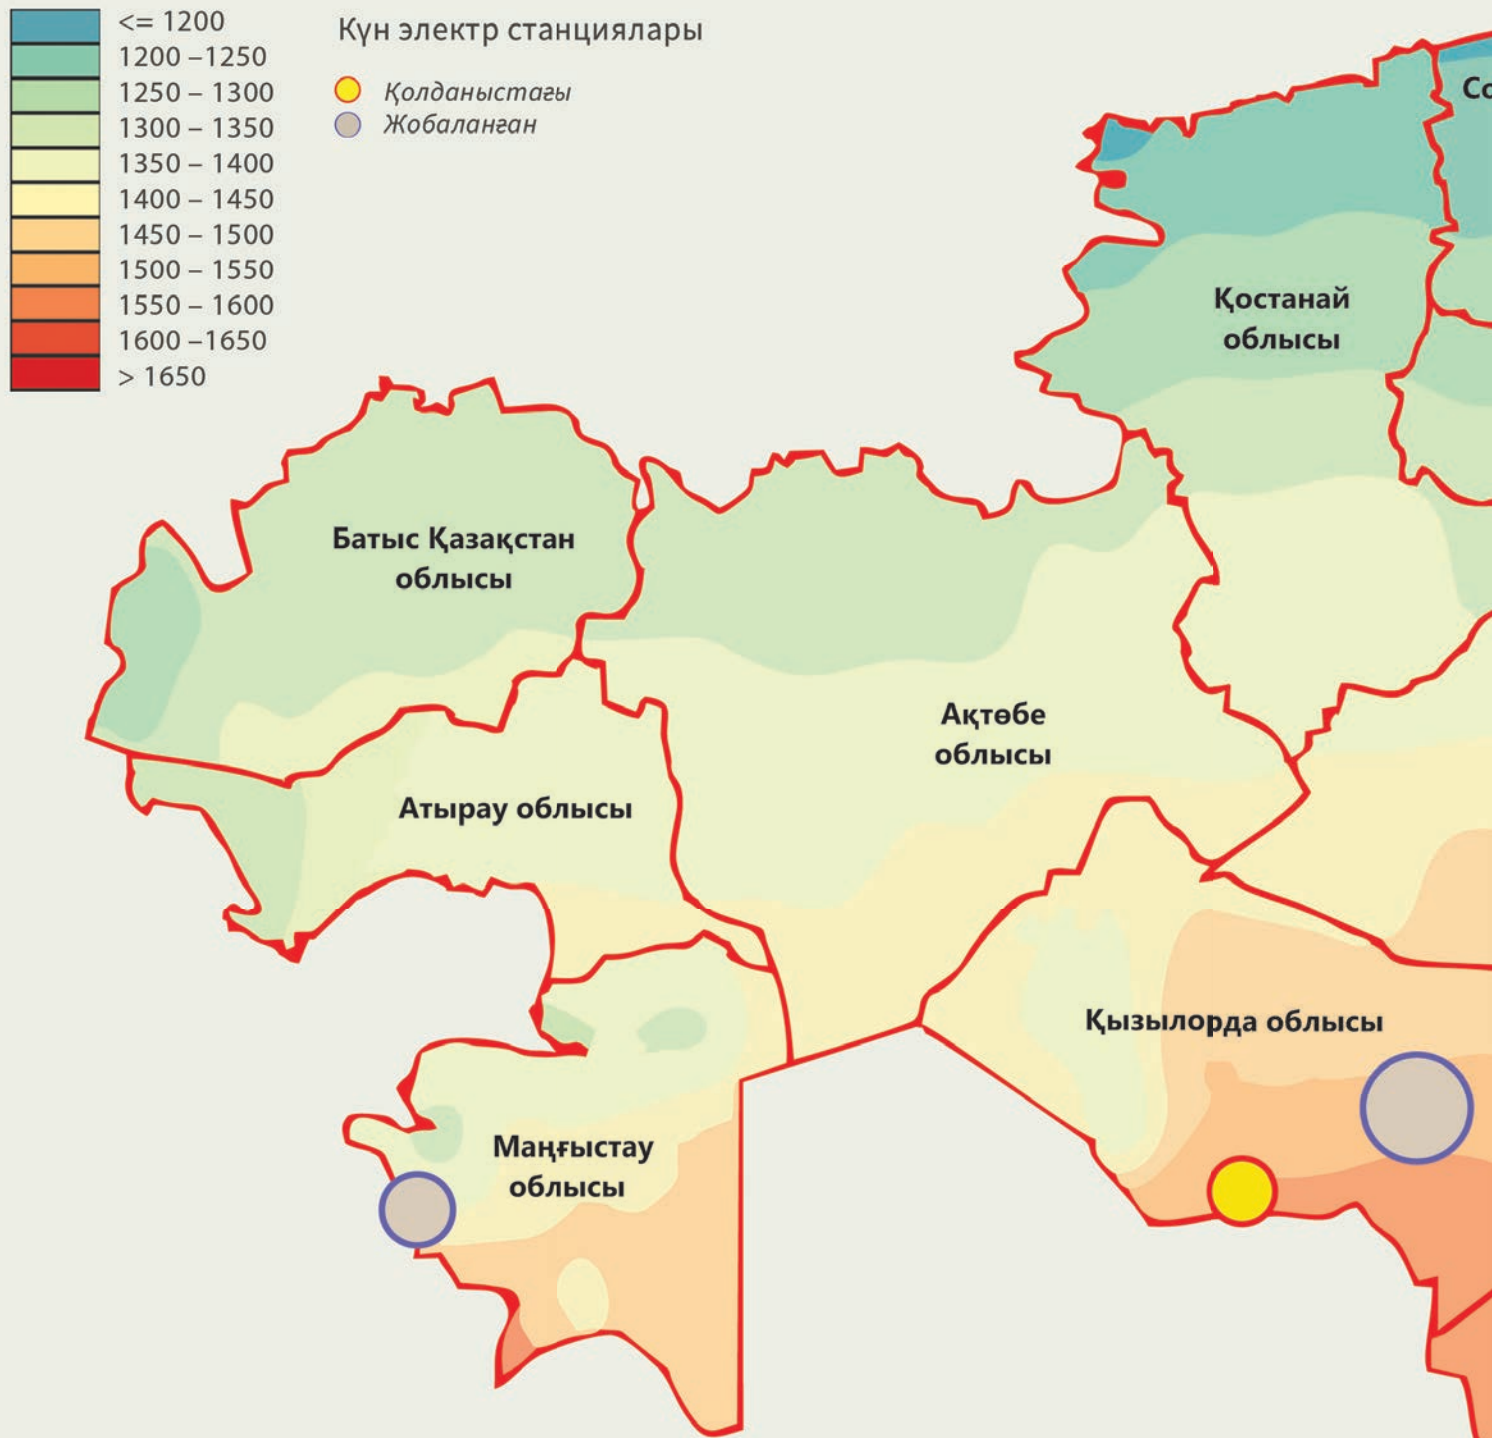 <= 1200
1200 –1250
1250 – 1300
1300 – 1350
1350 – 1400
1400 – 1450
1450 – 1500
1500 – 1550
1550 – 1600
1600 –1650
> 1650
Күн электр станциялары
Қолданыстағы
Жобаланған
Со
Қостанай
облысы
Батыс Қазақстан
облысы
Ақтөбе
облысы
Атырау облысы
Қызылорда облысы
Маңғыстау
облысы